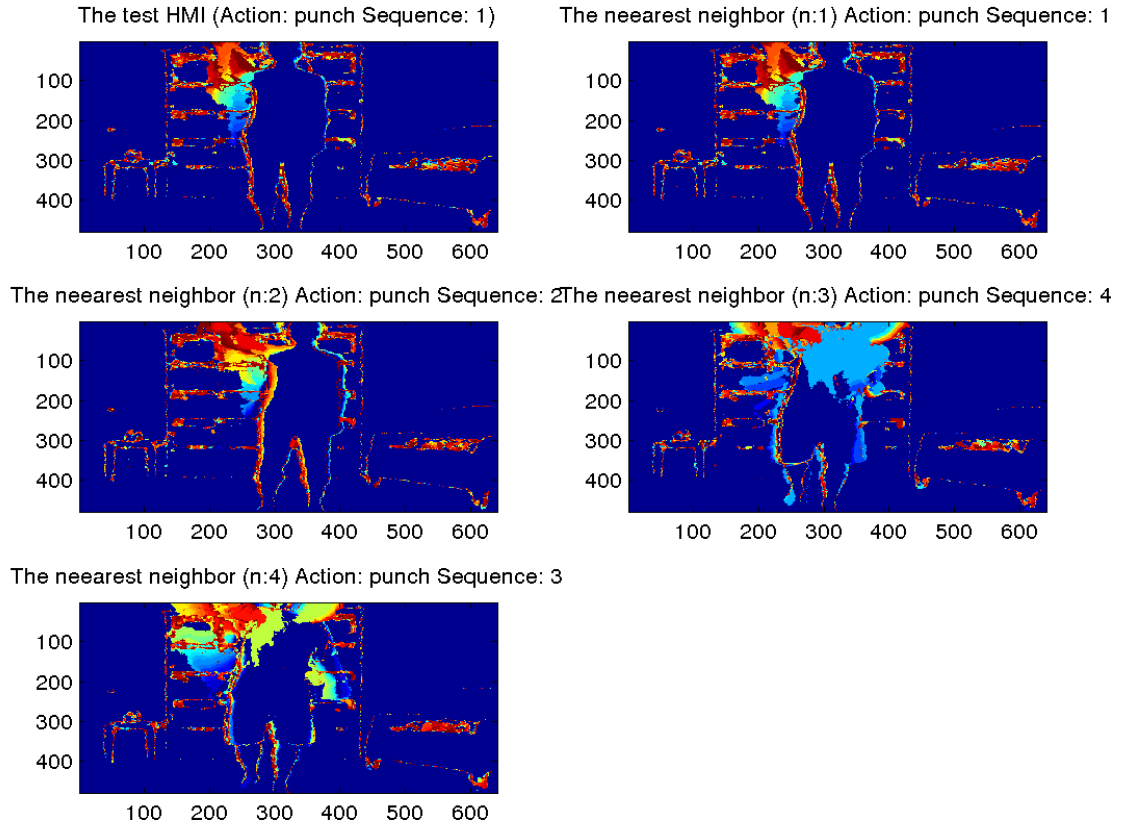 The test HMI (Action: punch Sequence: 1)
100
200
300
400
100 200 300 400 500 600
The neearest neighbor (n:1) Action: punch Sequence: 1
100
200
300
400
100 200 300 400 500 600
The neearest neighbor (n:2) Action: punch Sequence: 2
100
200
300
400
100 200 300 400 500 600
The neearest neighbor (n:3) Action: punch Sequence: 4
100
200
300
400
100 200 300 400 500 600
The neearest neighbor (n:4) Action: punch Sequence: 3
100
200
300
400
100 200 300 400 500 600